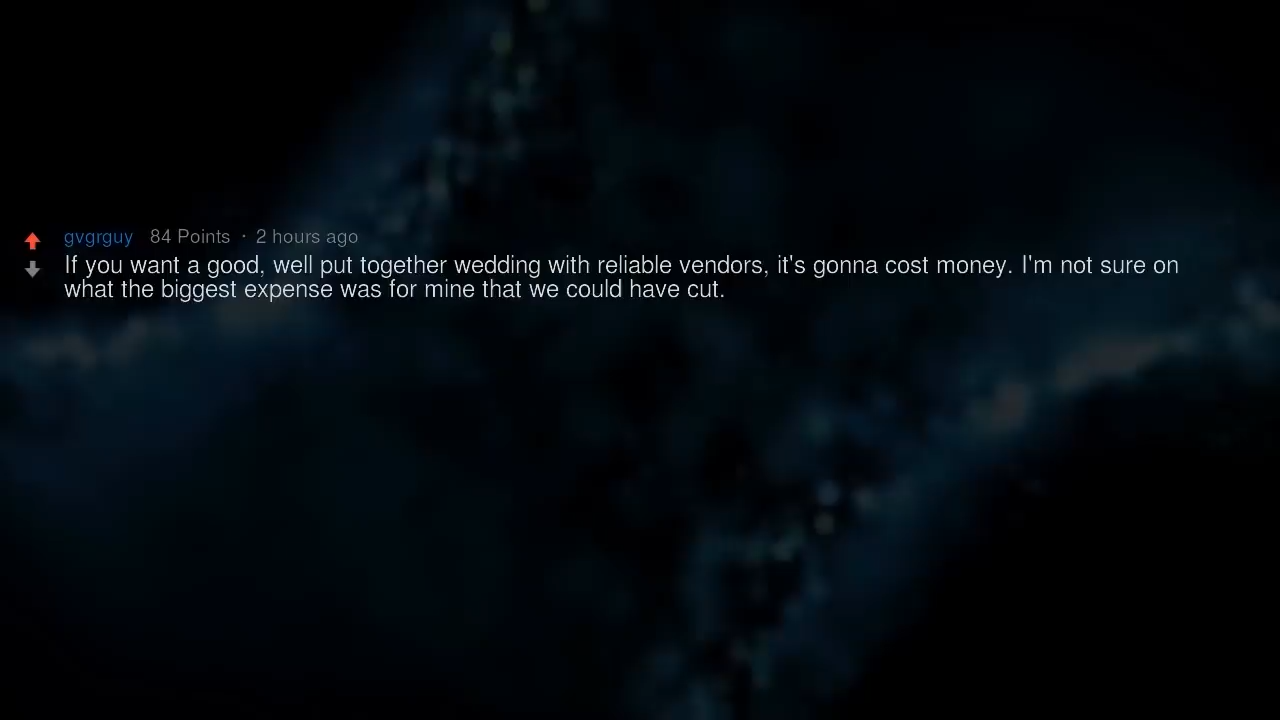 gvgrguy 84 Points · 2 hours ago
If you want a good, well put together wedding with reliable vendors, it's gonna cost money. I'm not sure on
what the biggest expense was for mine that we could have cut.